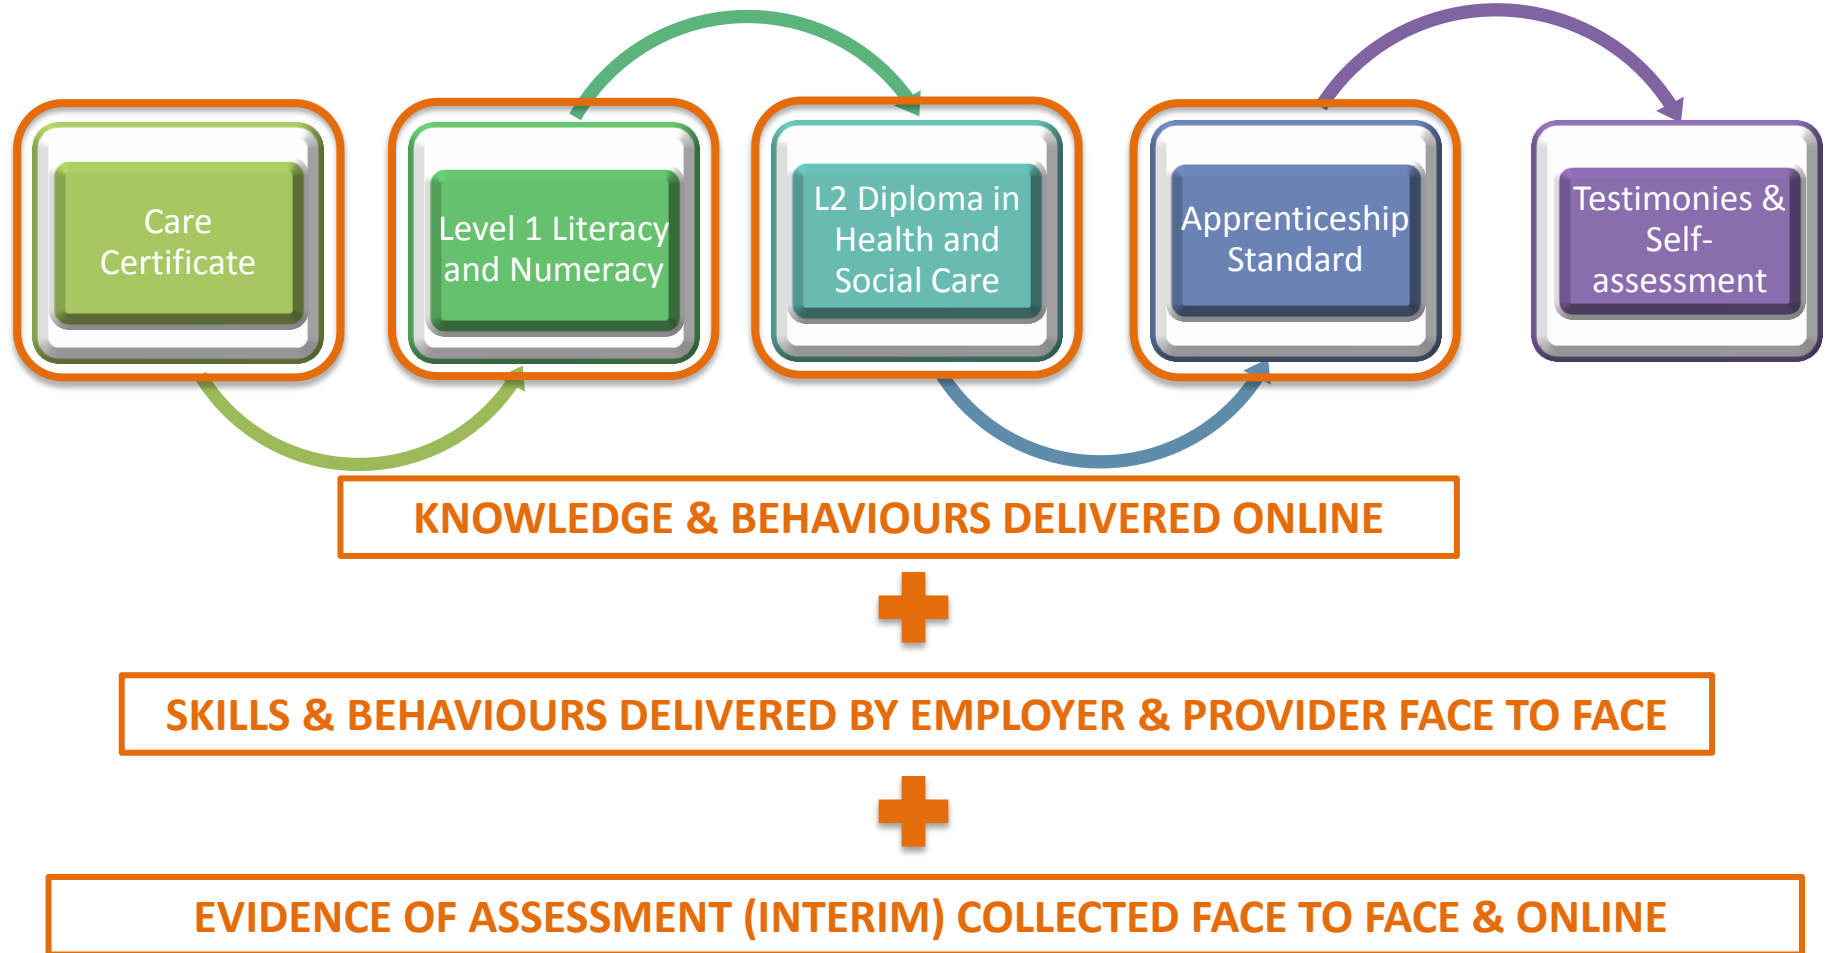 Care
Certificate
Level 1 Literacy
and Numeracy
L2 Diploma in
Health and
Social Care
Apprenticeship
Standard
Testimonies &
Self-
assessment
KNOWLEDGE & BEHAVIOURS DELIVERED ONLINE
SKILLS & BEHAVIOURS DELIVERED BY EMPLOYER & PROVIDER FACE TO FACE
EVIDENCE OF ASSESSMENT (INTERIM) COLLECTED FACE TO FACE & ONLINE